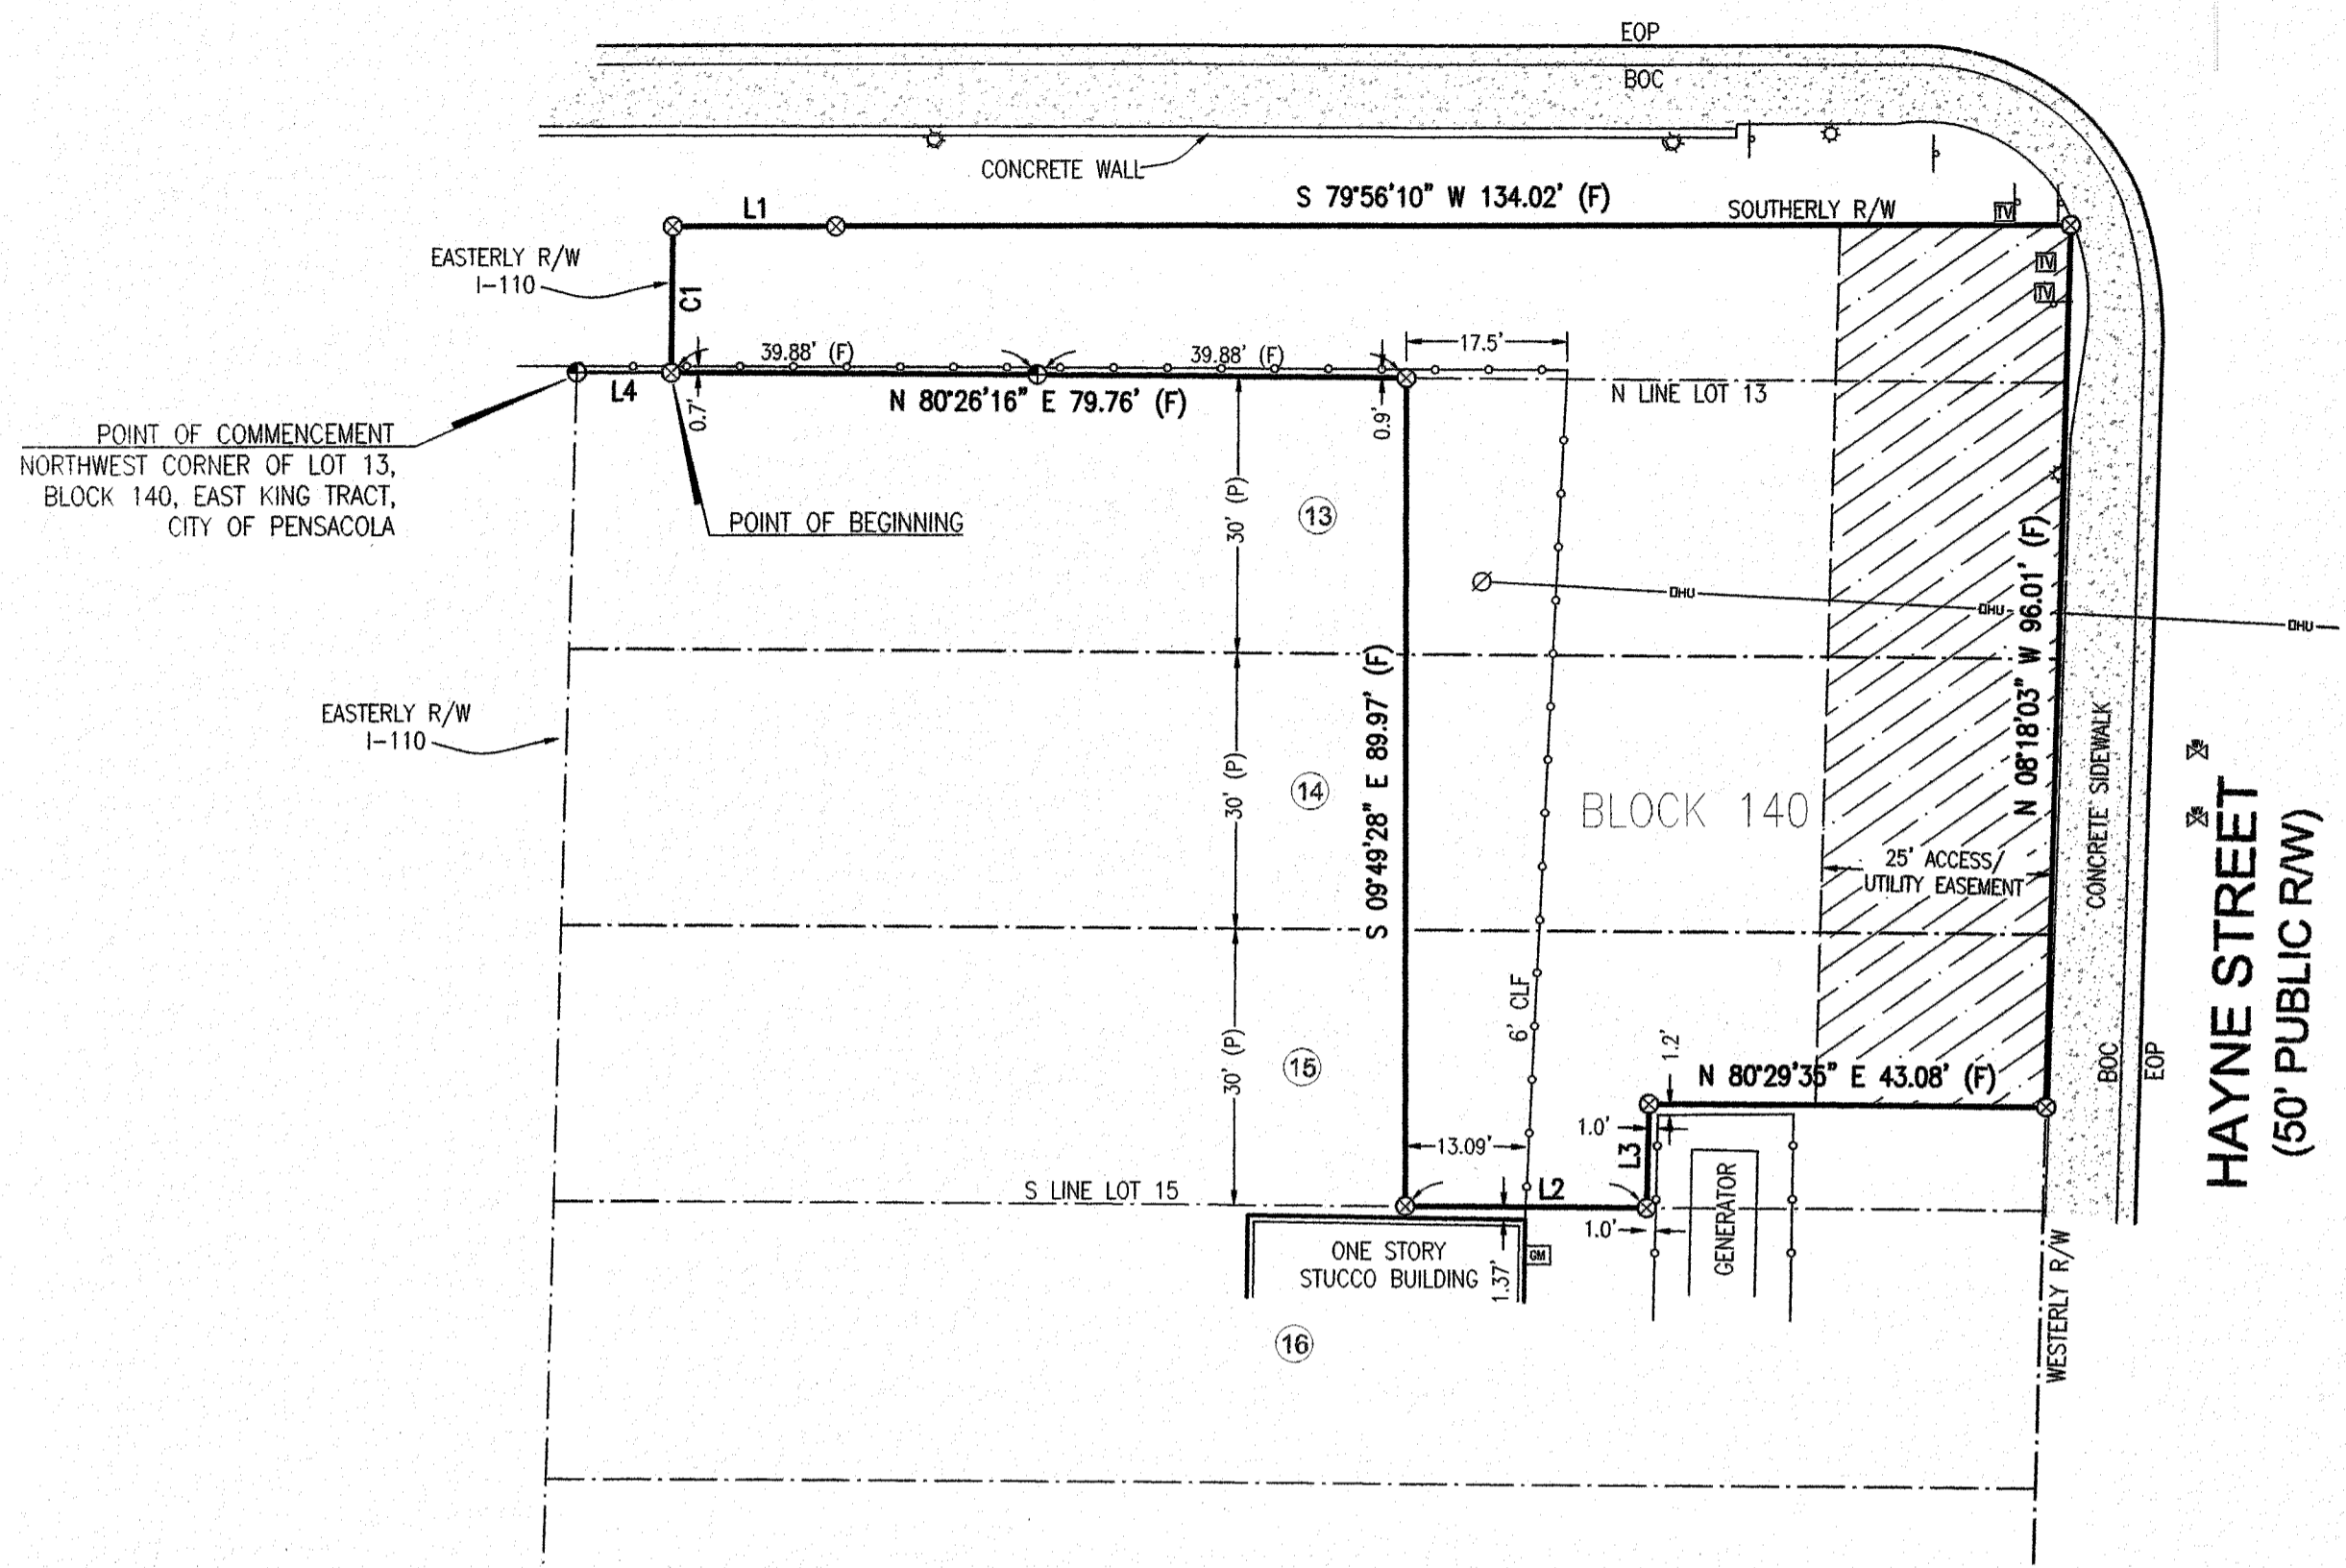 EOP
BOC
CONCRETE WALL
S 79°56'10" W 134.02' (F)
L1
SOUTHERLY R/W
TV
EASTERLY R/W
I-110
C1
TV
TV
39.88' (F)
39.88' (F)
17.5'
L4
0.7'
N 80°26'16" E 79.76' (F)
0.9'
N LINE LOT 13
POINT OF COMMENCEMENT
NORTHWEST CORNER OF LOT 13,
BLOCK 140, EAST KING TRACT,
CITY OF PENSACOLA
POINT OF BEGINNING
30' (P)
13
OHU
OHU
OHU
N 08°18'03" W 96.01' (F)
S 09°49'28" E 89.97' (F)
EASTERLY R/W
I-110
30' (P)
14
BLOCK 140
25' ACCESS/
UTILITY EASEMENT
CONCRETE SIDEWALK
HAYNE STREET
(50' PUBLIC R/W)
30' (P)
15
6' CLF
1.2'
N 80°29'35" E 43.08' (F)
BOC
EOP
1.0'
13.09'
L3
S LINE LOT 15
L2
1.0'
GENERATOR
ONE STORY
STUCCO BUILDING
1.37'
GM
WESTERLY R/W
16